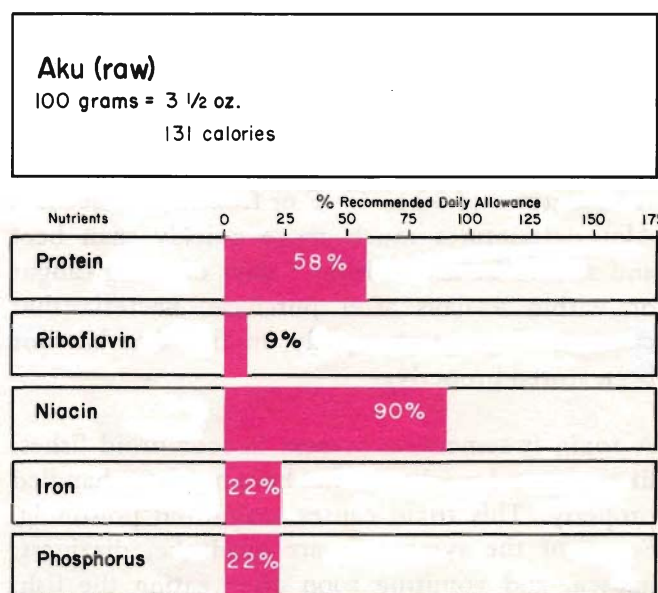 Aku (raw)
100 grams = 3 1/2 oz.
131 calories
% Recommended Daily Allowance
Nutrients 0 25 50 75 100 125 150 175
Protein 58%
Riboflavin 9%
Niacin 90%
Iron 22%
Phosphorus 22%